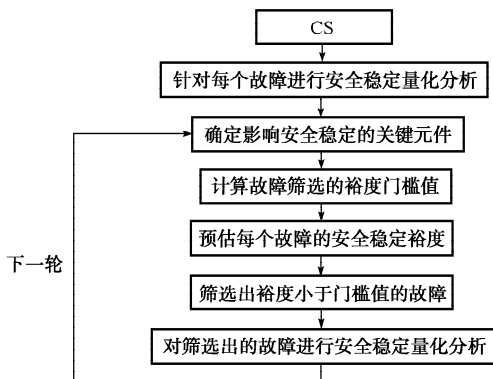 CS
针对每个故障进行安全稳定量化分析
确定影响安全稳定的关键元件
计算故障筛选的裕度门槛值
预估每个故障的安全稳定裕度
下一轮
筛选出裕度小于门槛值的故障
对筛选出的故障进行安全稳定量化分析